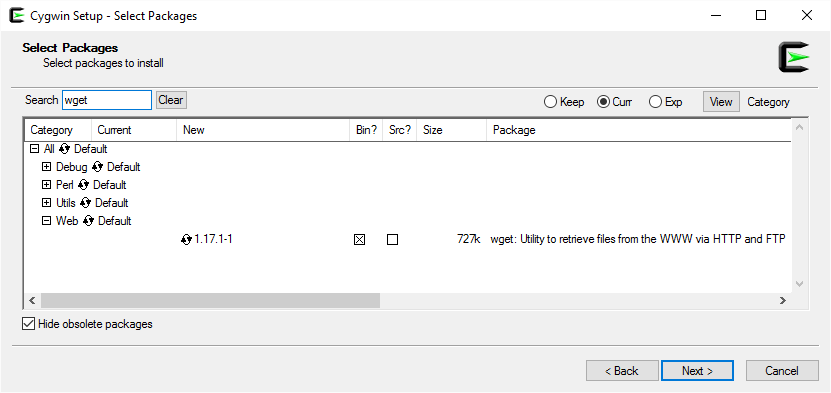 Cygwin Setup - Select Packages
Select Packages
Select packages to install
Search wget Clear Keep Curr Exp View Category
Category Current New Bin? Src? Size Package
All Default
Debug Default
Perl Default
Utils Default
Web Default
1.17.1-1 727k wget: Utility to retrieve files from the WWW via HTTP and FTP
Hide obsolete packages
< Back Next > Cancel